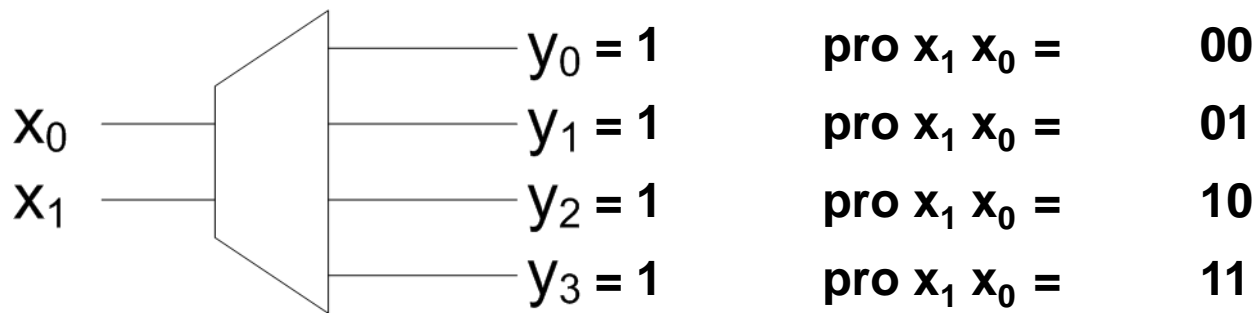 y₀ = 1 pro x₁ x₀ = 00
x₀ y₁ = 1 pro x₁ x₀ = 01
x₁ y₂ = 1 pro x₁ x₀ = 10
y₃ = 1 pro x₁ x₀ = 11